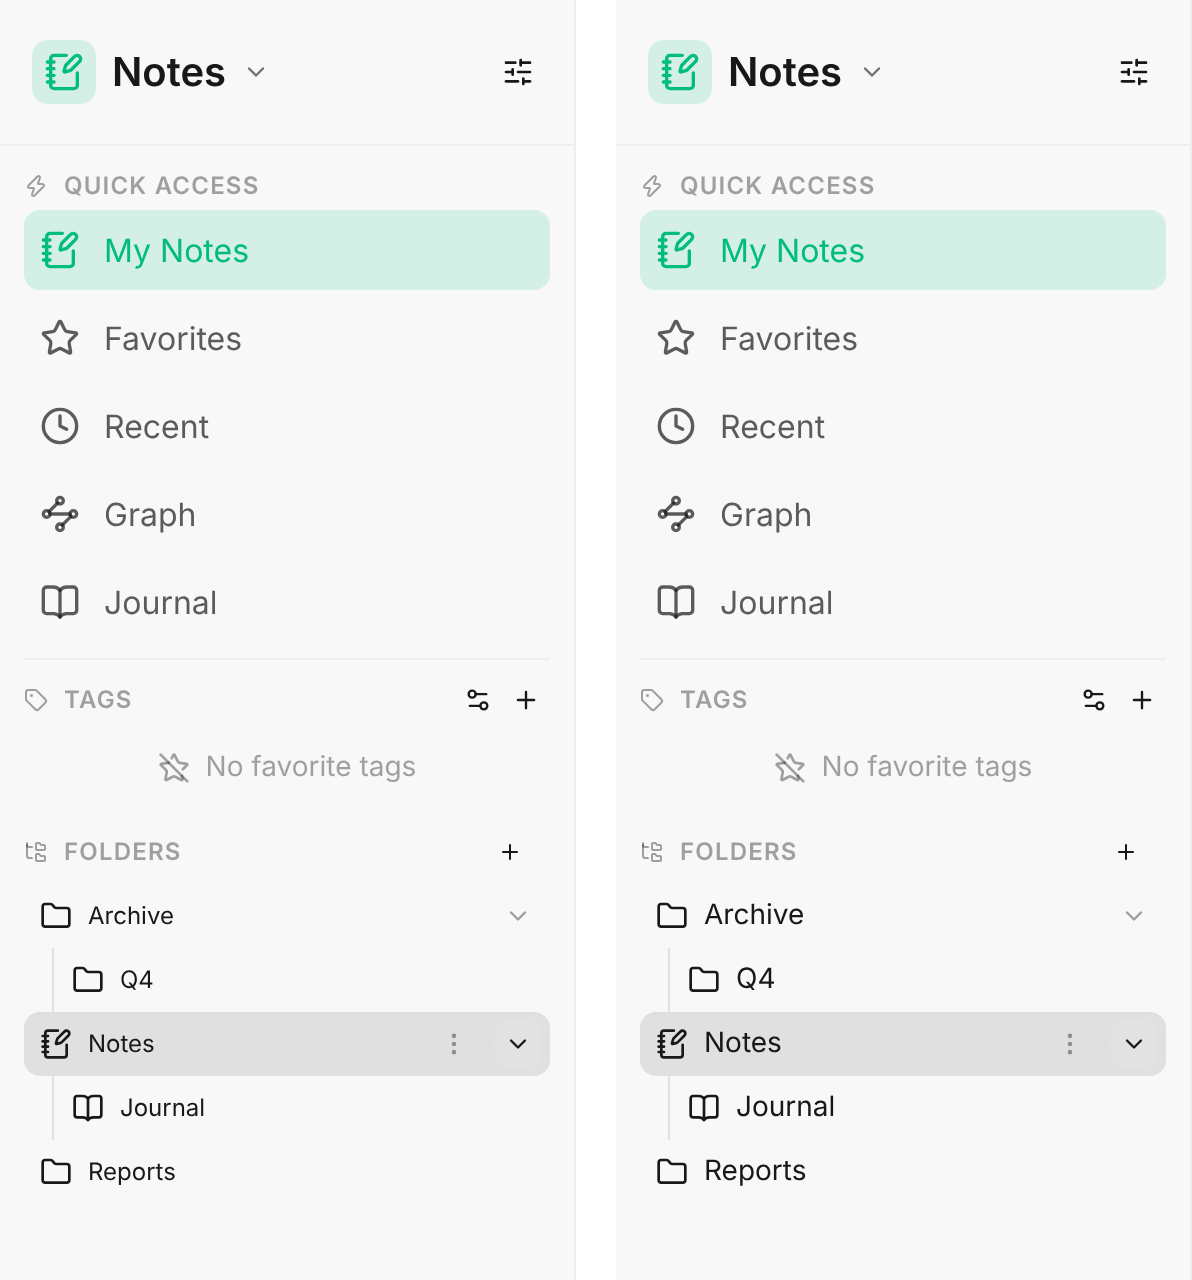 Notes
QUICK ACCESS
My Notes
Favorites
Recent
Graph
Journal
TAGS
No favorite tags
FOLDERS
Archive
Q4
Notes
Journal
Reports
Notes
QUICK ACCESS
My Notes
Favorites
Recent
Graph
Journal
TAGS
No favorite tags
FOLDERS
Archive
Q4
Notes
Journal
Reports